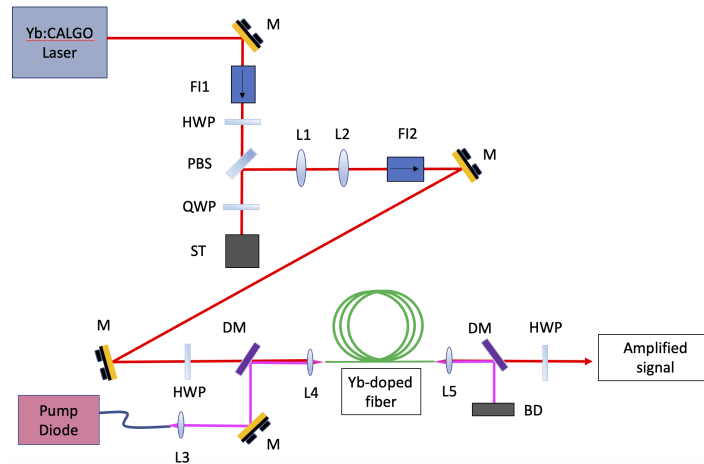 Yb:CALGO
Laser
M
FI1
HWP
L1
L2
FI2
M
PBS
QWP
ST
M
DM
DM
HWP
Amplified
signal
HWP
L4
Yb-doped
fiber
L5
BD
Pump
Diode
M
L3